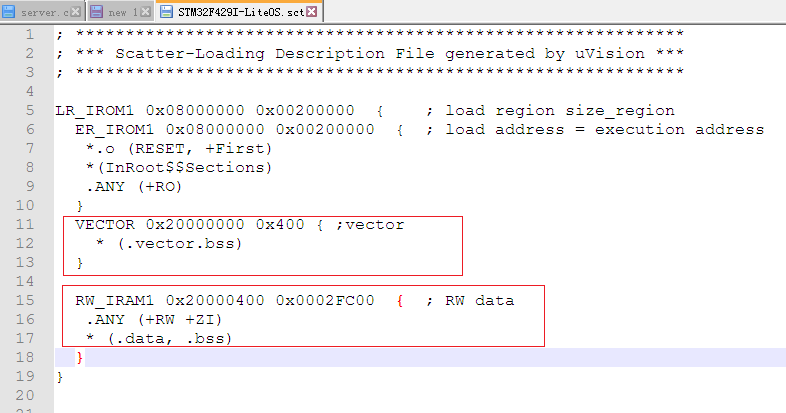 server.c new 1 STM32F429I-LiteOS.sct
1 ; *************************************************************
2 ; *** Scatter-Loading Description File generated by uVision ***
3 ; *************************************************************
4
5 LR_IROM1 0x08000000 0x00200000  {    ; load region size_region
6   ER_IROM1 0x08000000 0x00200000  {  ; load address = execution address
7    *.o (RESET, +First)
8    *(InRoot$$Sections)
9    .ANY (+RO)
10   }
11   VECTOR 0x20000000 0x400 { ;vector
12     * (.vector.bss)
13   }
14
15   RW_IRAM1 0x20000400 0x0002FC00  {  ; RW data
16    .ANY (+RW +ZI)
17    * (.data, .bss)
18   }
19 }
20